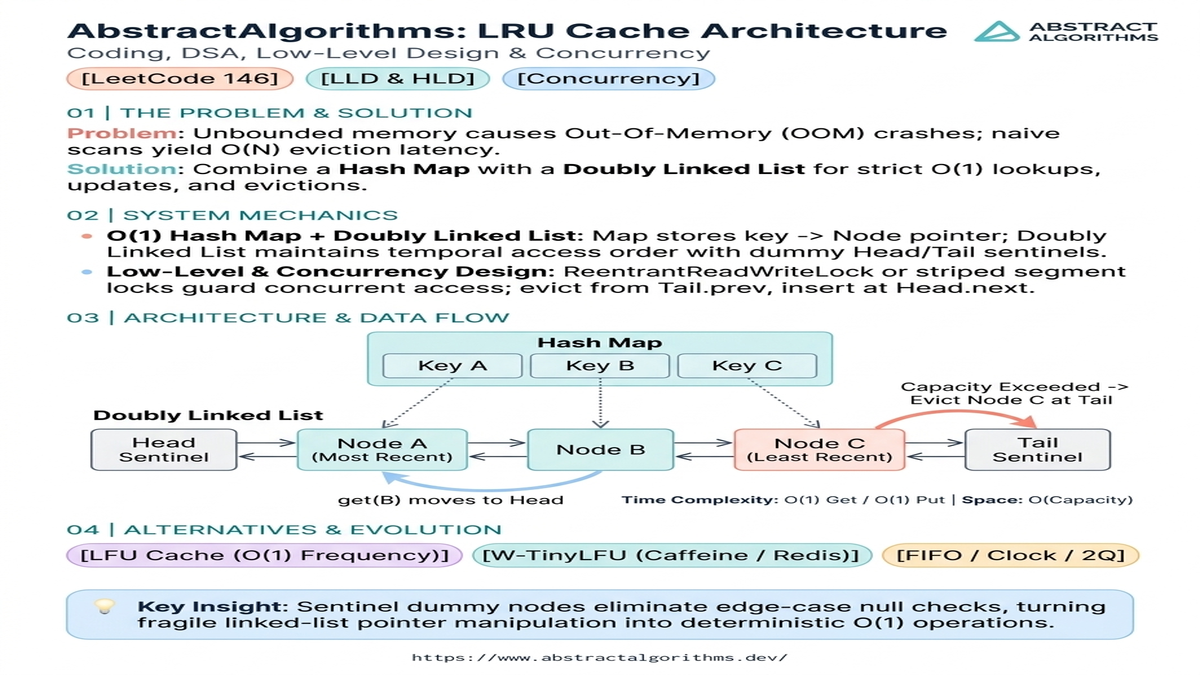 AbstractAlgorithms: LRU Cache Architecture
ABSTRACT
ALGORITHMS
Coding, DSA, Low-Level Design & Concurrency
[LeetCode 146] [LLD & HLD] [Concurrency]
01 | THE PROBLEM & SOLUTION
Problem: Unbounded memory causes Out-Of-Memory (OOM) crashes; naive
scans yield O(N) eviction latency.
Solution: Combine a Hash Map with a Doubly Linked List for strict O(1) lookups,
updates, and evictions.
02 | SYSTEM MECHANICS
• O(1) Hash Map + Doubly Linked List: Map stores key -> Node pointer; Doubly
Linked List maintains temporal access order with dummy Head/Tail sentinels.
• Low-Level & Concurrency Design: ReentrantReadWriteLock or striped segment
locks guard concurrent access; evict from Tail.prev, insert at Head.next.
03 | ARCHITECTURE & DATA FLOW
Hash Map
Key A Key B Key C
Capacity Exceeded ->
Evict Node C at Tail
Doubly Linked List
Head
Sentinel
Node A
(Most Recent)
Node B
Node C
(Least Recent)
Tail
Sentinel
get(B) moves to Head
Time Complexity: O(1) Get / O(1) Put | Space: O(Capacity)
04 | ALTERNATIVES & EVOLUTION
[LFU Cache (O(1) Frequency)] [W-TinyLFU (Caffeine / Redis)] [FIFO / Clock / 2Q]
Key Insight: Sentinel dummy nodes eliminate edge-case null checks, turning
fragile linked-list pointer manipulation into deterministic O(1) operations.
https://www.abstractalgorithms.dev/